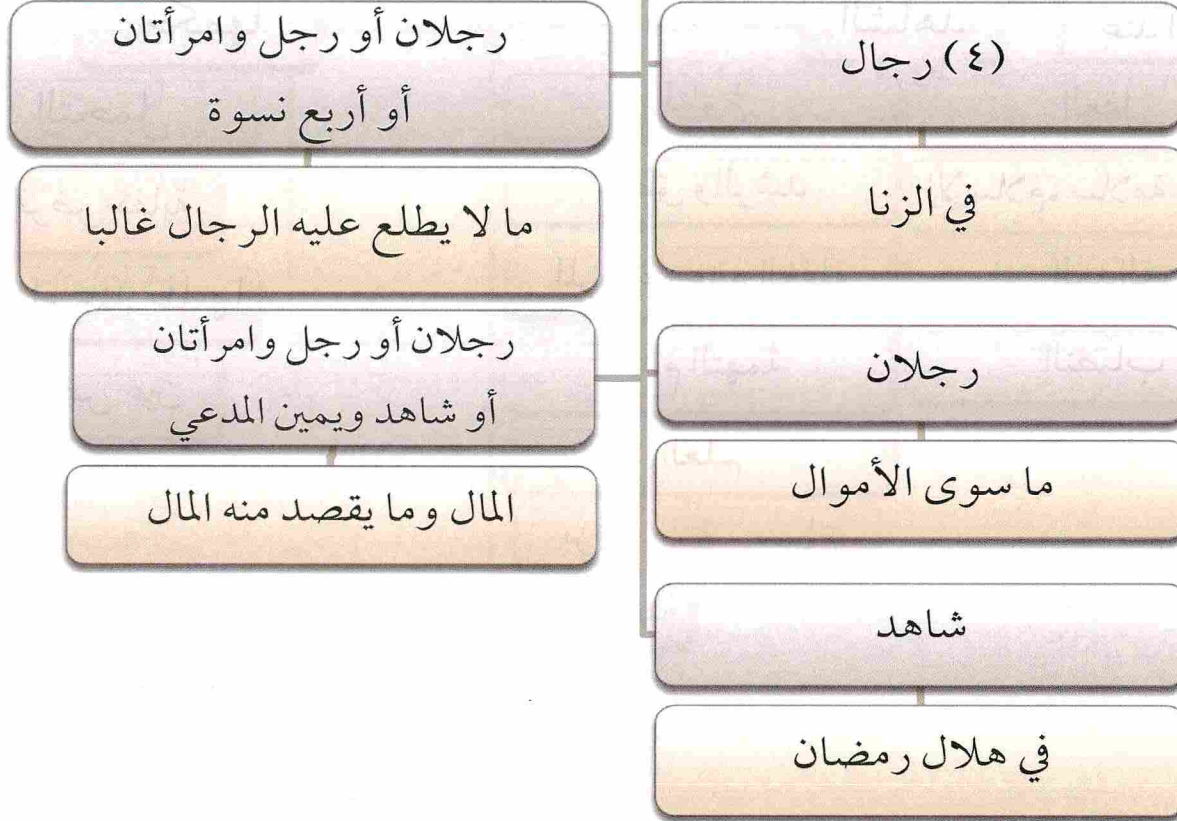 (٤) رجال
في الزنا
رجلان أو رجل وامرأتان
أو أربع نسوة
ما لا يطلع عليه الرجال غالبا
رجلان
ما سوى الأموال
رجلان أو رجل وامرأتان
أو شاهد ويمين المدعي
المال وما يقصد منه المال
شاهد
في هلال رمضان